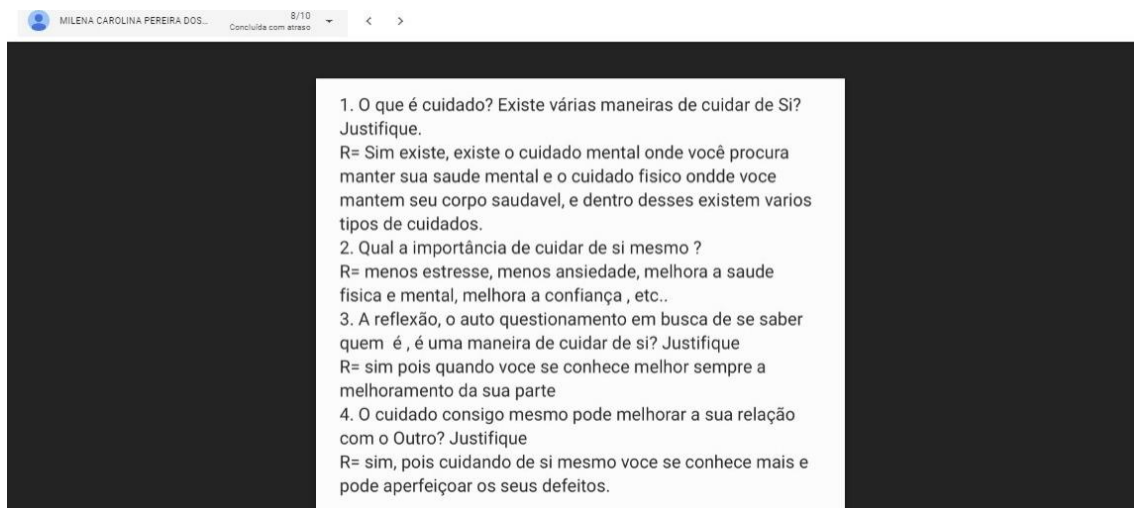 MILENA CAROLINA PEREIRA DOS...
8/10
Concluída com atraso
1. O que é cuidado? Existe várias maneiras de cuidar de Si?
Justifique.
R= Sim existe, existe o cuidado mental onde você procura
manter sua saude mental e o cuidado fisico ondde voce
mantem seu corpo saudavel, e dentro desses existem varios
tipos de cuidados.
2. Qual a importância de cuidar de si mesmo ?
R= menos estresse, menos ansiedade, melhora a saude
fisica e mental, melhora a confiança , etc..
3. A reflexão, o auto questionamento em busca de se saber
quem  é , é uma maneira de cuidar de si? Justifique
R= sim pois quando voce se conhece melhor sempre a
melhoramento da sua parte
4. O cuidado consigo mesmo pode melhorar a sua relação
com o Outro? Justifique
R= sim, pois cuidando de si mesmo voce se conhece mais e
pode aperfeiçoar os seus defeitos.